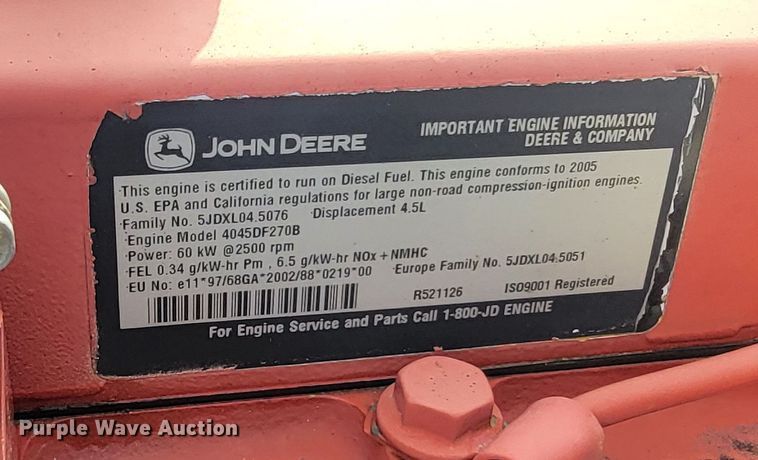 JOHN DEERE
IMPORTANT ENGINE INFORMATION
DEERE & COMPANY
This engine is certified to run on Diesel Fuel. This engine conforms to 2005
U.S. EPA and California regulations for large non-road compression-ignition engines.
Family No. 5JDXL04.5076 Displacement 4.5L
Engine Model 4045DF270B
Power: 60 kW @2500 rpm
FEL 0.34 g/kW-hr Pm , 6.5 g/kW-hr NOx + NMHC
EU No: e11*97/68GA*2002/88*0219*00 Europe Family No. 5JDXL04.5051
R521126 ISO9001 Registered
For Engine Service and Parts Call 1-800-JD ENGINE
Purple Wave Auction